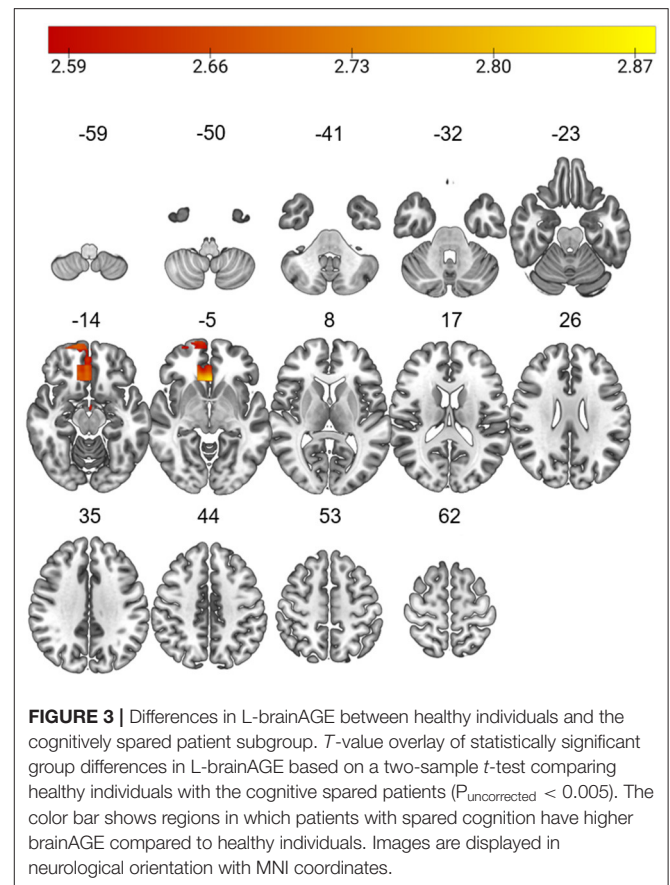 2.59 2.66 2.73 2.80 2.87
-59 -50 -41 -32 -23
-14 -5 8 17 26
35 44 53 62
FIGURE 3 | Differences in L-brainAGE between healthy individuals and the
cognitively spared patient subgroup. T-value overlay of statistically significant
group differences in L-brainAGE based on a two-sample t-test comparing
healthy individuals with the cognitive spared patients (Puncorrected < 0.005). The
color bar shows regions in which patients with spared cognition have higher
brainAGE compared to healthy individuals. Images are displayed in
neurological orientation with MNI coordinates.